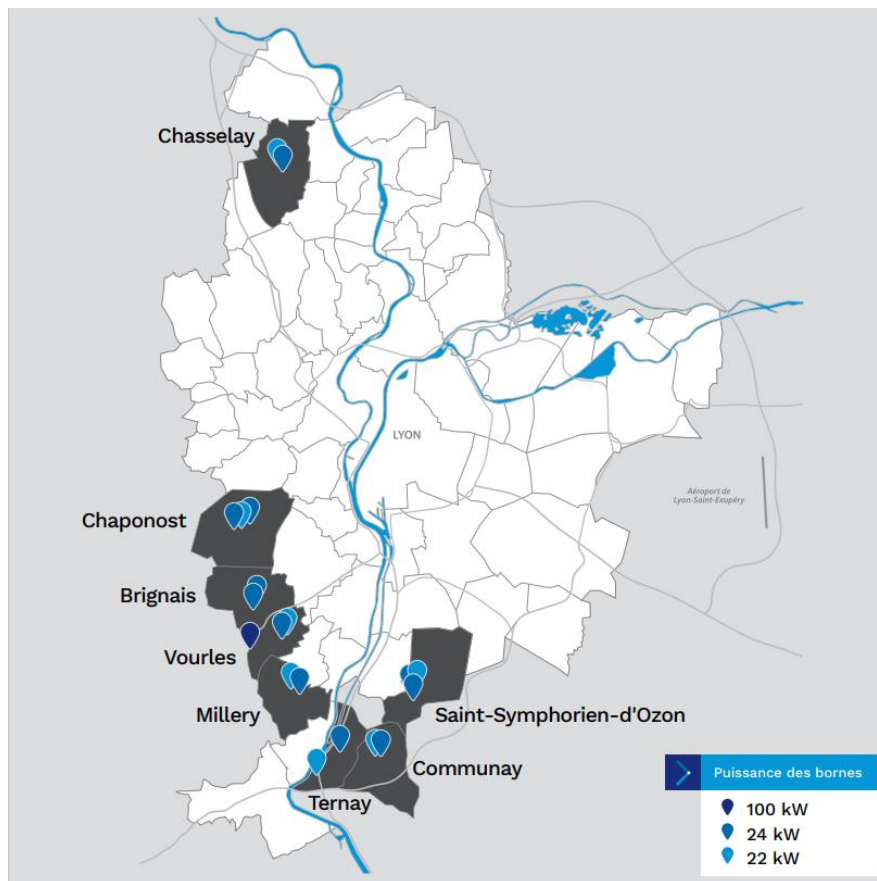 Chasselay
LYON
Aéroport de
Lyon-Saint-Exupéry
Chaponost
Brignais
Vourles
Millery
Saint-Symphorien-d'Ozon
Communay
Ternay
Puissance des bornes
100 kW
24 kW
22 kW